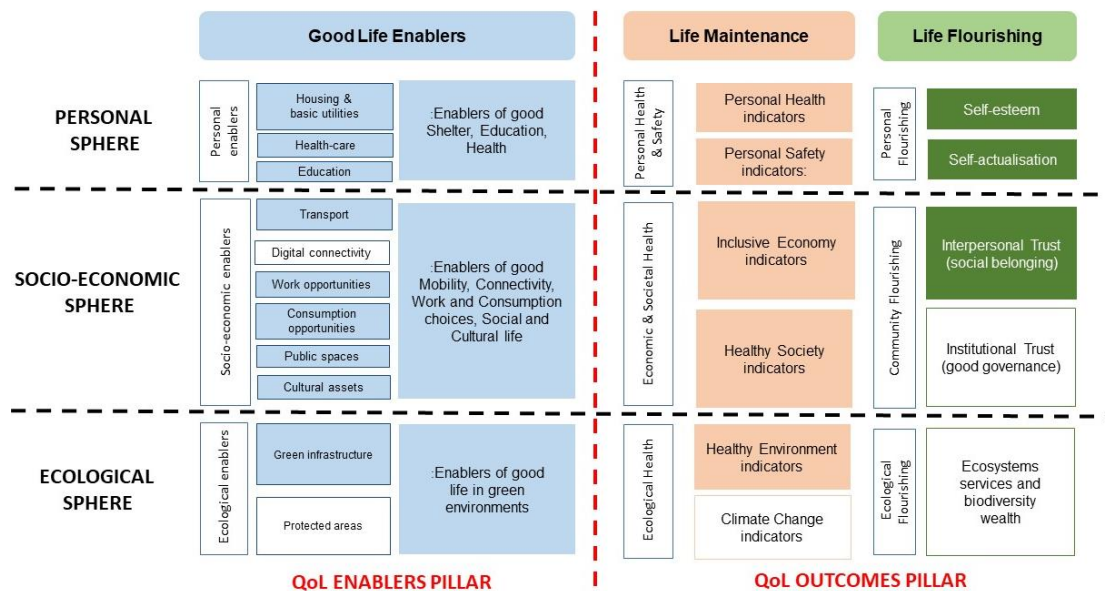 Good Life Enablers
Life Maintenance
Life Flourishing
PERSONAL
SPHERE
Personal
enablers
Housing &
basic utilities
Health-care
Education
:Enablers of good
Shelter, Education,
Health
Personal Health
& Safety
Personal Health
indicators
Personal Safety
indicators:
Personal
Flourishing
Self-esteem
Self-actualisation
SOCIO-ECONOMIC
SPHERE
Socio-economic enablers
Transport
Digital connectivity
Work opportunities
Consumption
opportunities
Public spaces
Cultural assets
:Enablers of good
Mobility, Connectivity,
Work and Consumption
choices, Social and
Cultural life
Economic & Societal Health
Inclusive Economy
indicators
Healthy Society
indicators
Community Flourishing
Interpersonal Trust
(social belonging)
Institutional Trust
(good governance)
ECOLOGICAL
SPHERE
Ecological enablers
Green infrastructure
Protected areas
:Enablers of good
life in green
environments
Ecological Health
Healthy Environment
indicators
Climate Change
indicators
Ecological
Flourishing
Ecosystems
services and
biodiversity
wealth
QoL ENABLERS PILLAR
QoL OUTCOMES PILLAR